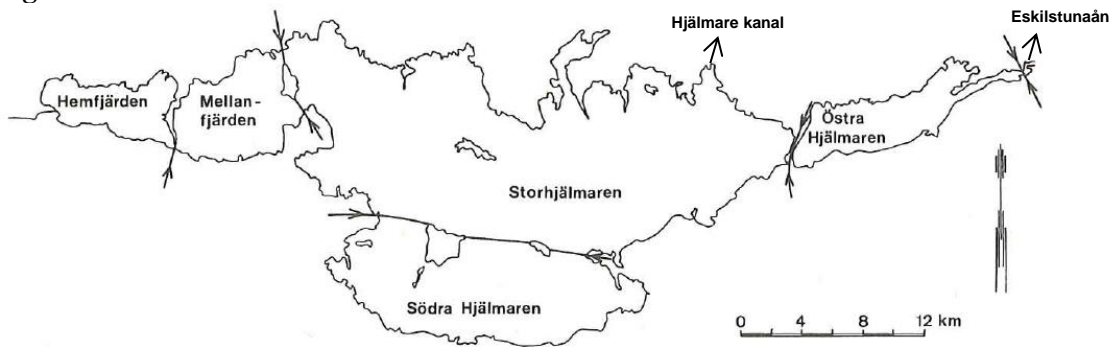 Hjälmare kanal
Eskilstunaån
Hemfjärden
Mellan-
fjärden
Östra
Hjälmaren
Storhjälmaren
Södra Hjälmaren
0 4 8 12 km